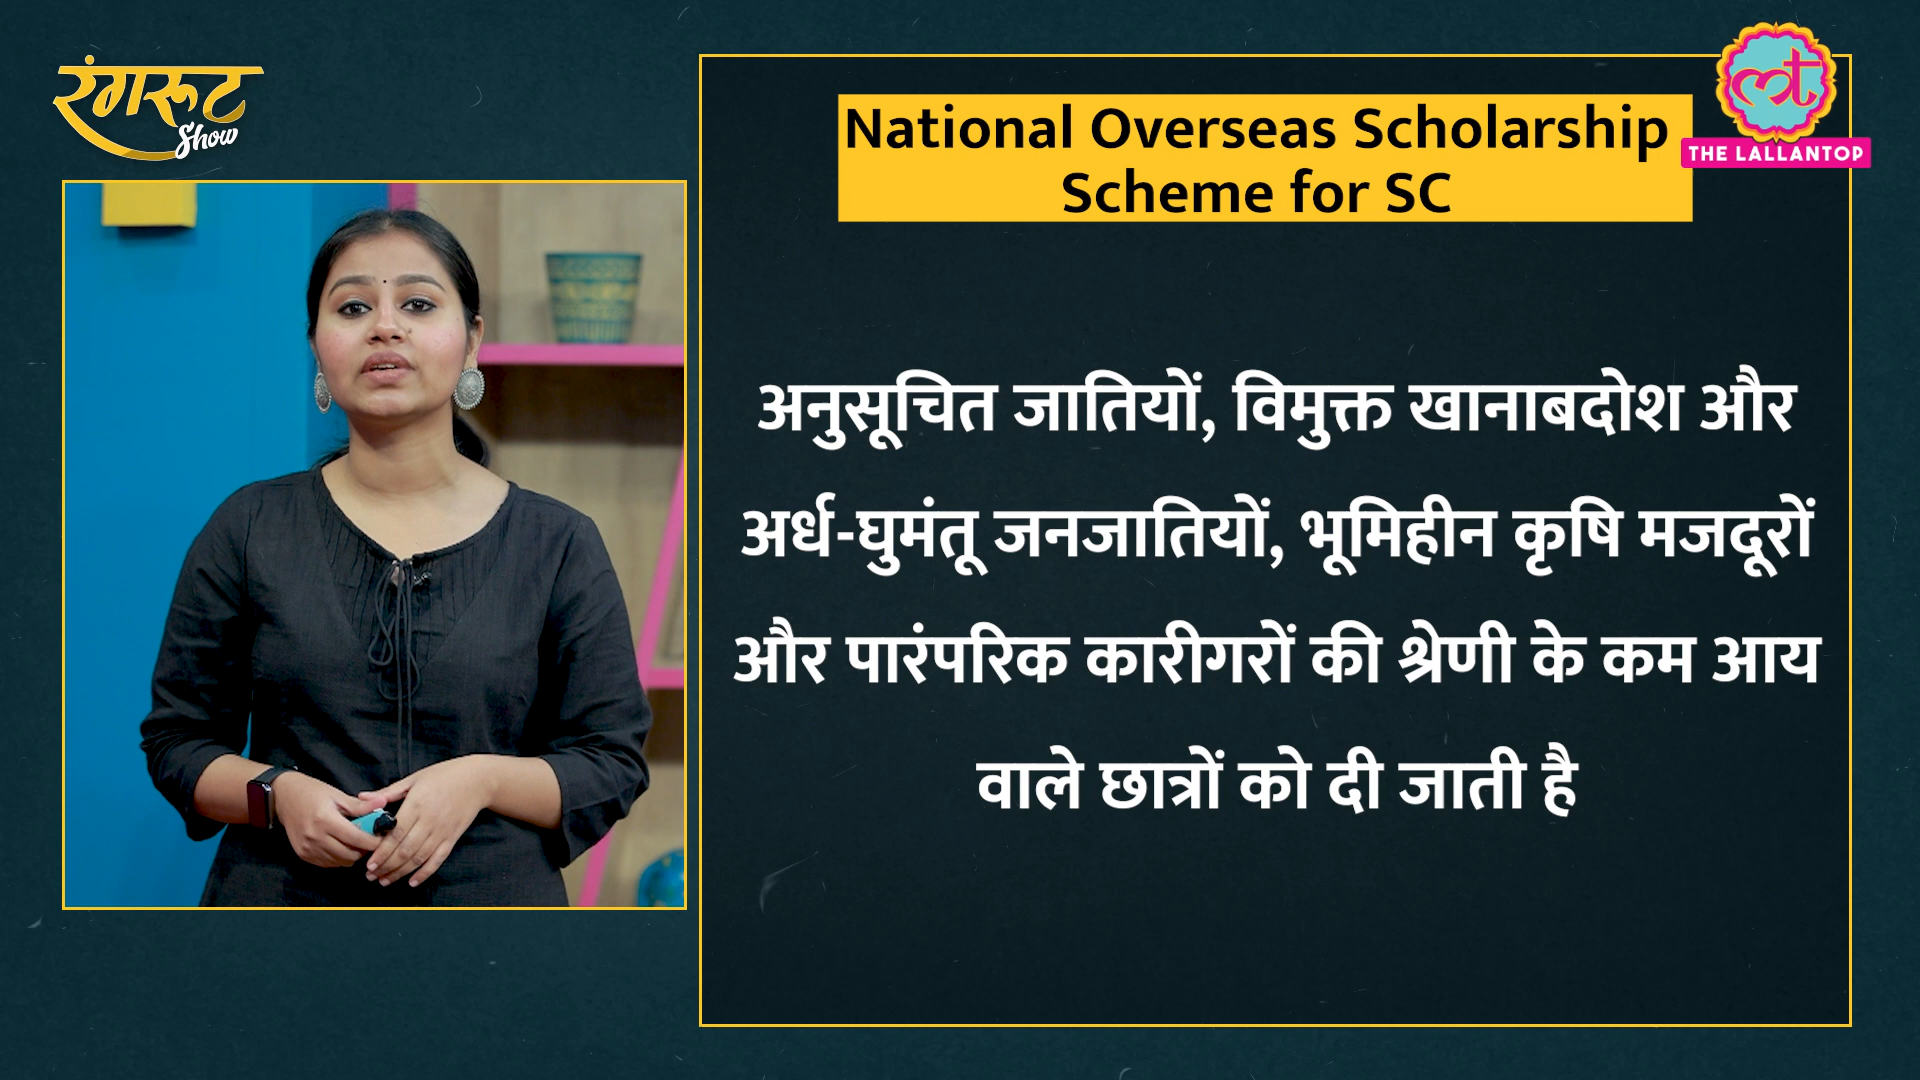 रंगरूट
Show
National Overseas Scholarship
Scheme for SC
lt
THE LALLANTOP
अनुसूचित जातियों, विमुक्त खानाबदोश और
अर्ध-घुमंतू जनजातियों, भूमिहीन कृषि मजदूरों
और पारंपरिक कारीगरों की श्रेणी के कम आय
वाले छात्रों को दी जाती है